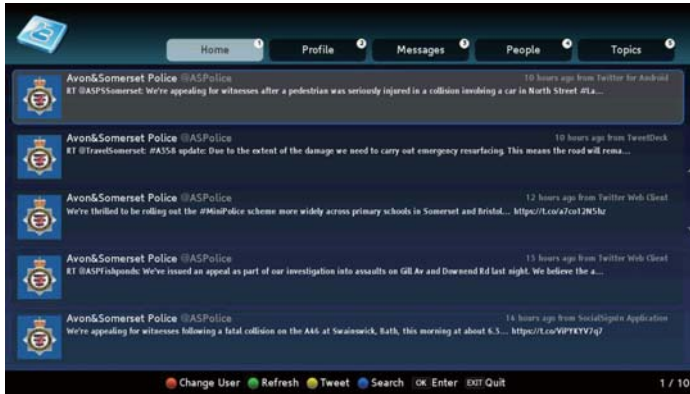 Home 1 Profile 2 Messages 3 People 4 Topics 5
Avon&Somerset Police @ASPolice 10 hours ago from Twitter for Android
RT @ASPSSomerset: We're appealing for witnesses after a pedestrian was seriously injured in a collision involving a car in North Street #La...
Avon&Somerset Police @ASPolice 10 hours ago from TweetDeck
RT @TravelSomerset: #A358 update: Due to the extent of the damage we need to carry out emergency resurfacing. This means the road will rema...
Avon&Somerset Police @ASPolice 12 hours ago from Twitter Web Client
We're thrilled to be rolling out the #MiniPolice scheme more widely across primary schools in Somerset and Bristol... https://t.co/a7co12N5hz
Avon&Somerset Police @ASPolice 15 hours ago from Twitter Web Client
RT @ASPFishponds: We've issued an appeal as part of our investigation into assaults on Gill Av and Downend Rd last night. We believe the a...
Avon&Somerset Police @ASPolice 16 hours ago from SocialSignIn Application
We're appealing for witnesses following a fatal collision on the A46 at Swainswick, Bath, this morning at about 6.5... https://t.co/ViPYKYV7q7
Change User Refresh Tweet Search OK Enter EXIT Quit 1 / 10